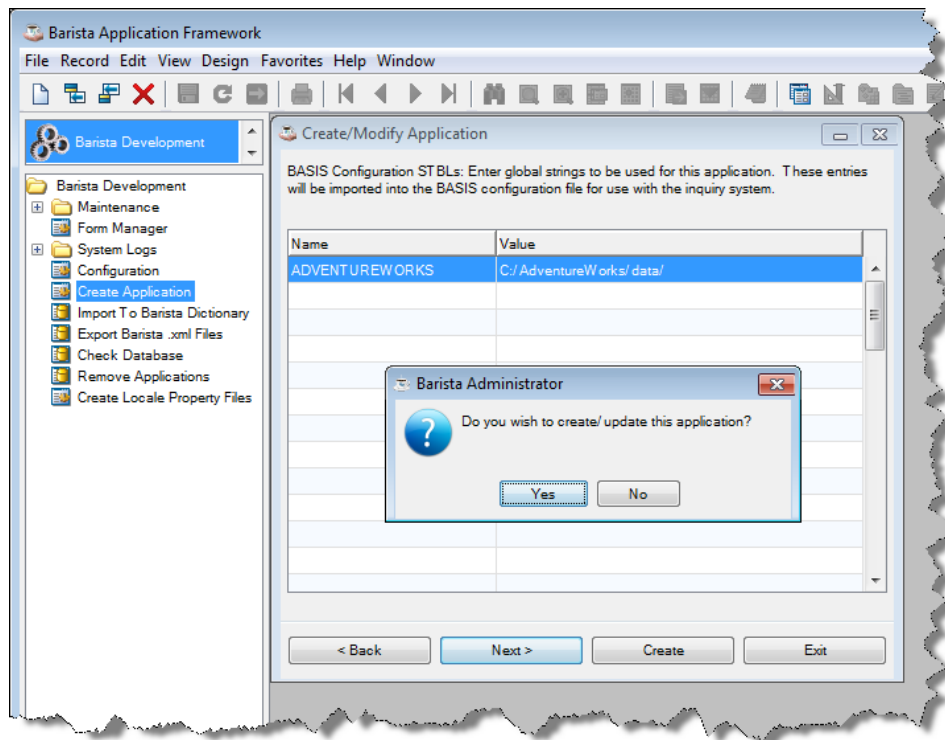 Barista Application Framework
File Record Edit View Design Favorites Help Window
Barista Development
Barista Development
Maintenance
Form Manager
System Logs
Configuration
Create Application
Import To Barista Dictionary
Export Barista .xml Files
Check Database
Remove Applications
Create Locale Property Files
Create/Modify Application
BASIS Configuration STBLs: Enter global strings to be used for this application. These entries
will be imported into the BASIS configuration file for use with the inquiry system.
Name Value
ADVENTUREWORKS C:/AdventureWorks/data/
Barista Administrator
Do you wish to create/update this application?
Yes No
< Back Next > Create Exit